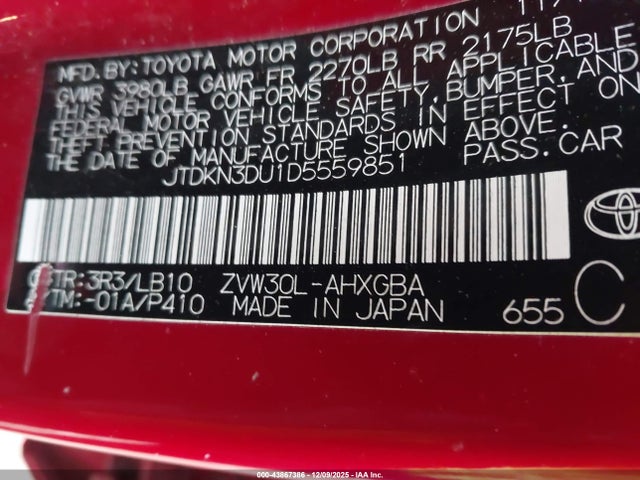 MFD.BY:TOYOTA MOTOR CORPORATION
GVWR 3980LB GAWR FR 2270LB RR 2175LB
THIS VEHICLE CONFORMS TO ALL APPLICABLE
FEDERAL MOTOR VEHICLE SAFETY, BUMPER, AND
THEFT PREVENTION STANDARDS IN EFFECT ON
THE DATE OF MANUFACTURE SHOWN ABOVE.
JTDKN3DU1D5559851 PASS.CAR
C/TR:3R3/LB10 ZVW30L-AHXGBA C
A/TM:-01A/P410 MADE IN JAPAN 655
TOYOTA
20-43867386 - 12/09/2025 - IAA Inc.